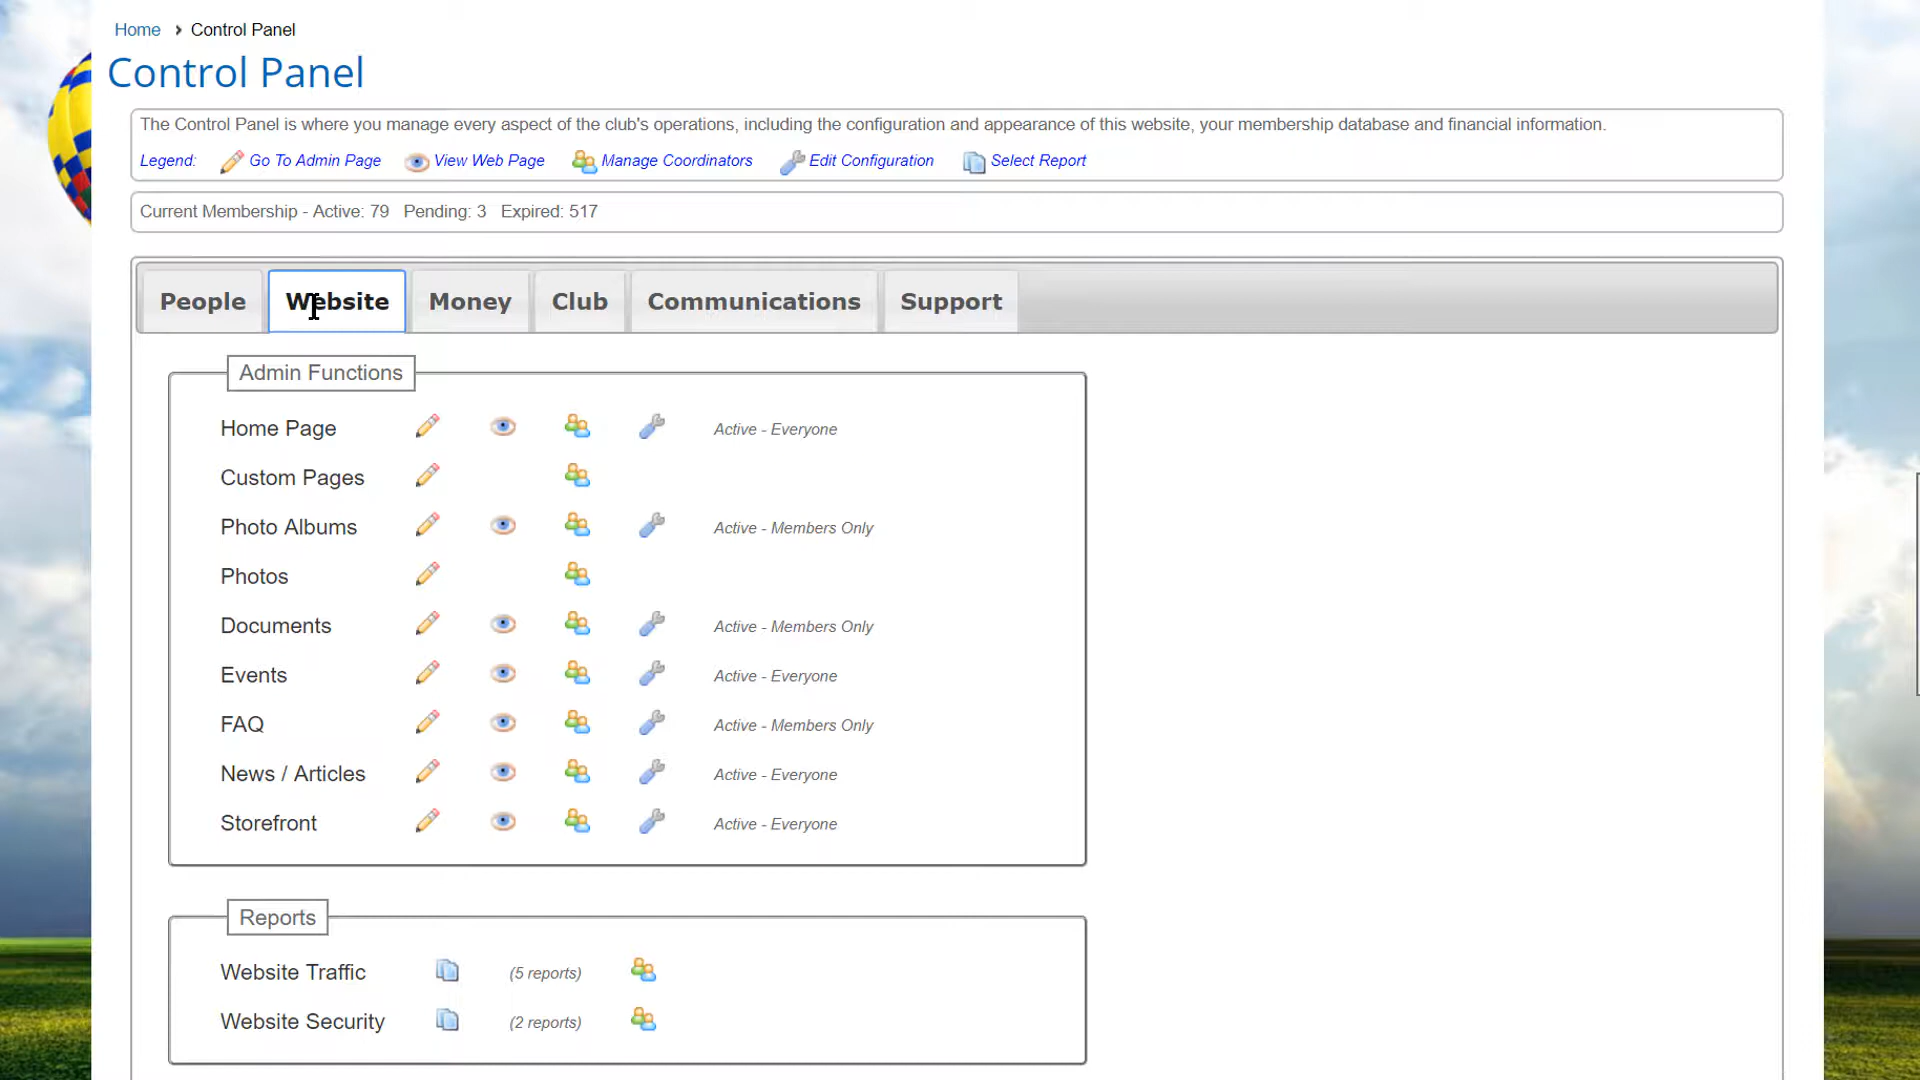 Home › Control Panel
Control Panel
The Control Panel is where you manage every aspect of the club's operations, including the configuration and appearance of this website, your membership database and financial information.
Legend: Go To Admin Page View Web Page Manage Coordinators Edit Configuration Select Report
Current Membership - Active: 79 Pending: 3 Expired: 517
People Website Money Club Communications Support
Admin Functions
Home Page Active - Everyone
Custom Pages
Photo Albums Active - Members Only
Photos
Documents Active - Members Only
Events Active - Everyone
FAQ Active - Members Only
News / Articles Active - Everyone
Storefront Active - Everyone
Reports
Website Traffic (5 reports)
Website Security (2 reports)